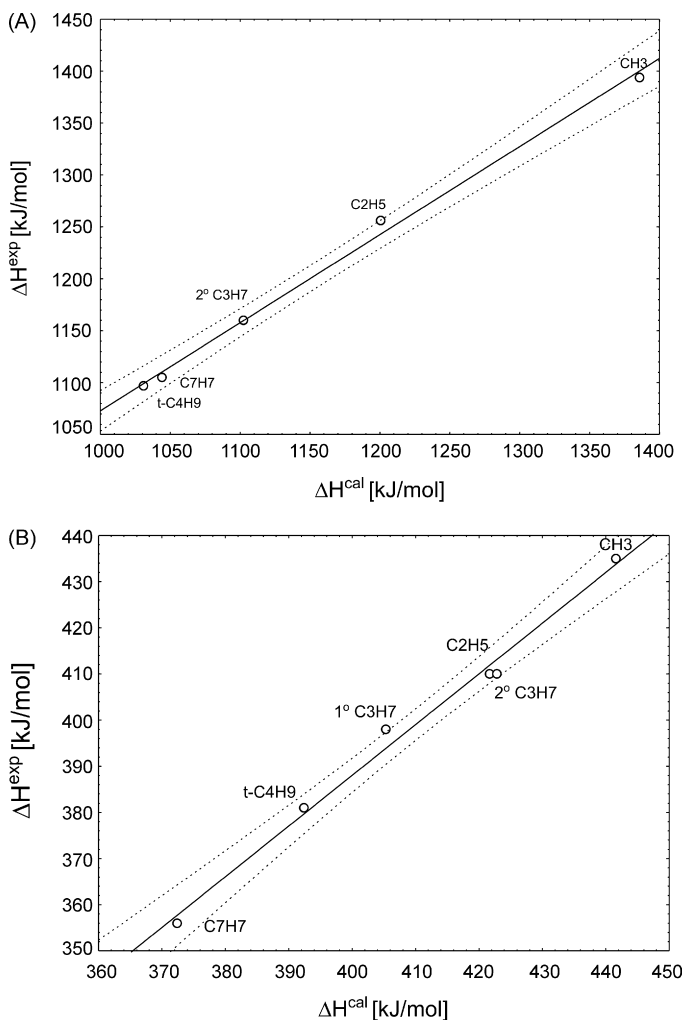 (A)
1450
1400
1350
1300
1250
1200
1150
1100
1050
ΔH^exp [kJ/mol]
CH3
C2H5
2° C3H7
C7H7
t-C4H9
1000 1050 1100 1150 1200 1250 1300 1350 1400
ΔH^cal [kJ/mol]
(B)
440
430
420
410
400
390
380
370
360
350
ΔH^exp [kJ/mol]
CH3
C2H5
2° C3H7
1° C3H7
t-C4H9
C7H7
360 370 380 390 400 410 420 430 440 450
ΔH^cal [kJ/mol]